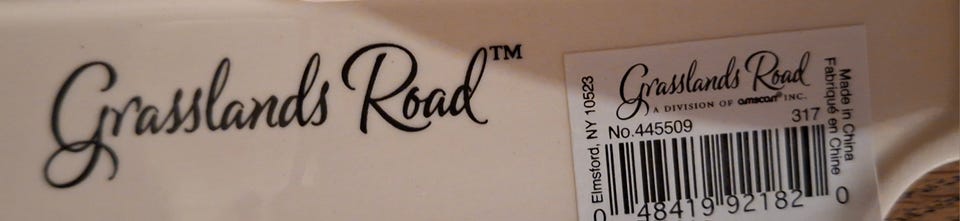 Grasslands Road™
Grasslands Road
A DIVISION OF amscan® INC.
No.445509
317
48419 92182 0
Elmsford, NY 10523
Made in China
Fabriqué en Chine